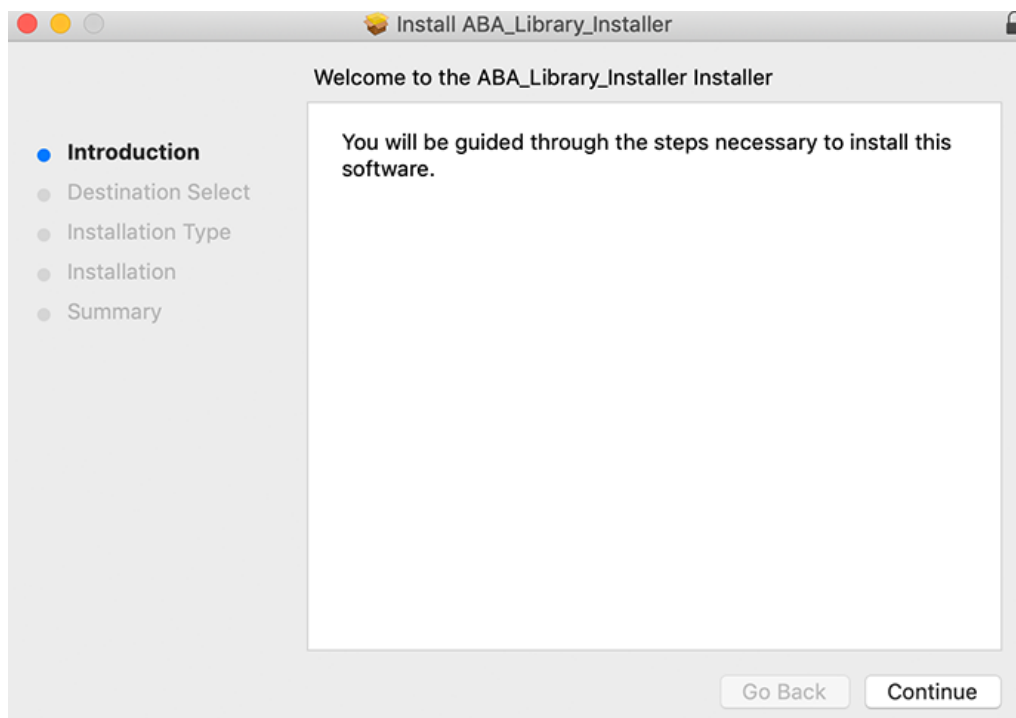 Install ABA_Library_Installer
Welcome to the ABA_Library_Installer Installer
Introduction
Destination Select
Installation Type
Installation
Summary
You will be guided through the steps necessary to install this
software.
Go Back
Continue